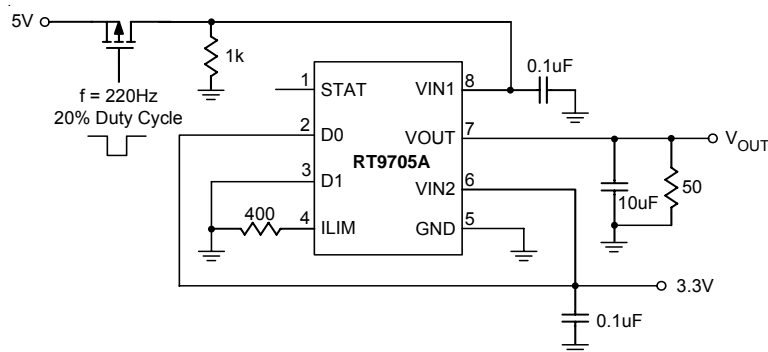 5V
1k
f = 220Hz
20% Duty Cycle
0.1uF
1 STAT VIN1 8
2 D0 VOUT 7
V_OUT
RT9705A
3 D1 VIN2 6
10uF 50
400 4 ILIM GND 5
3.3V
0.1uF